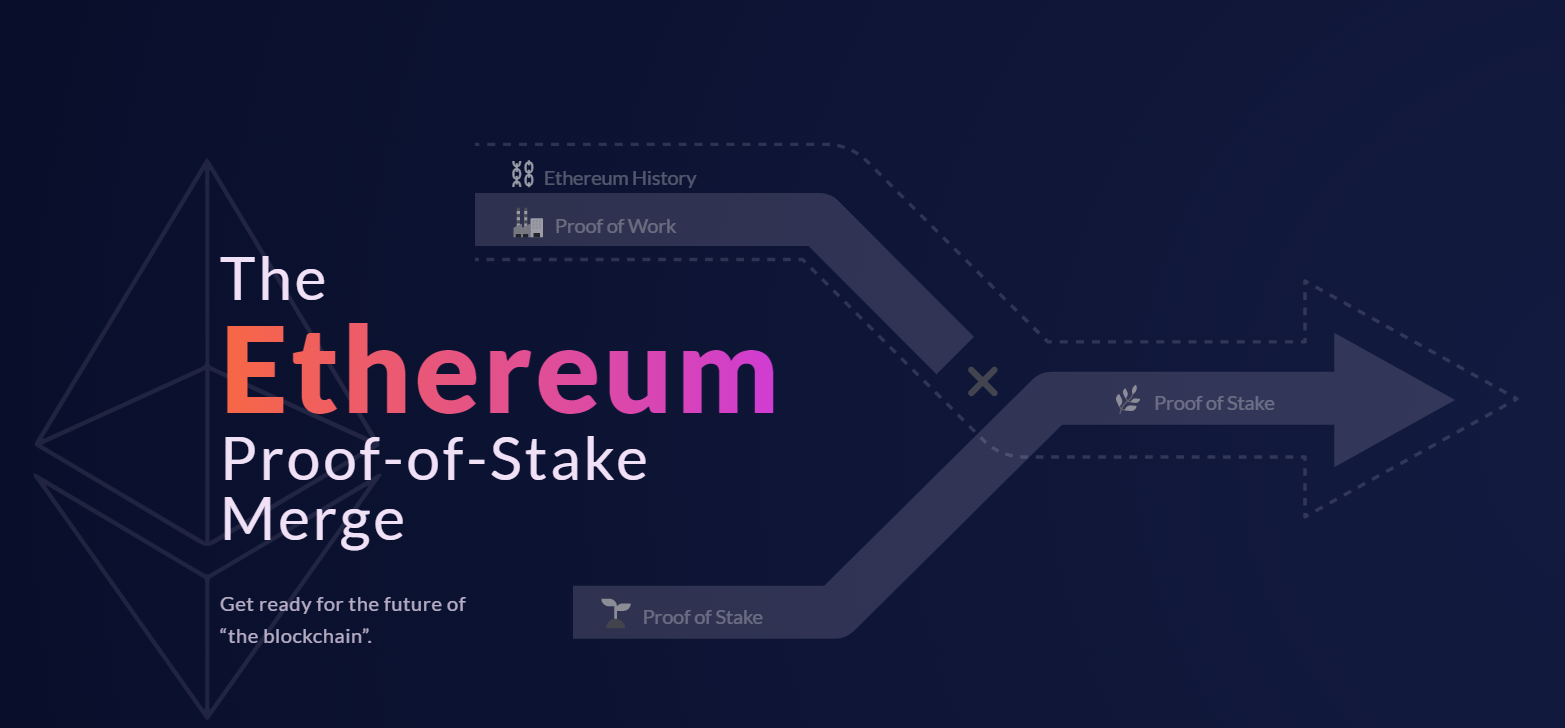 Ethereum History
Proof of Work
The
Ethereum
Proof-of-Stake
Merge
Get ready for the future of
“the blockchain”.
Proof of Stake
Proof of Stake